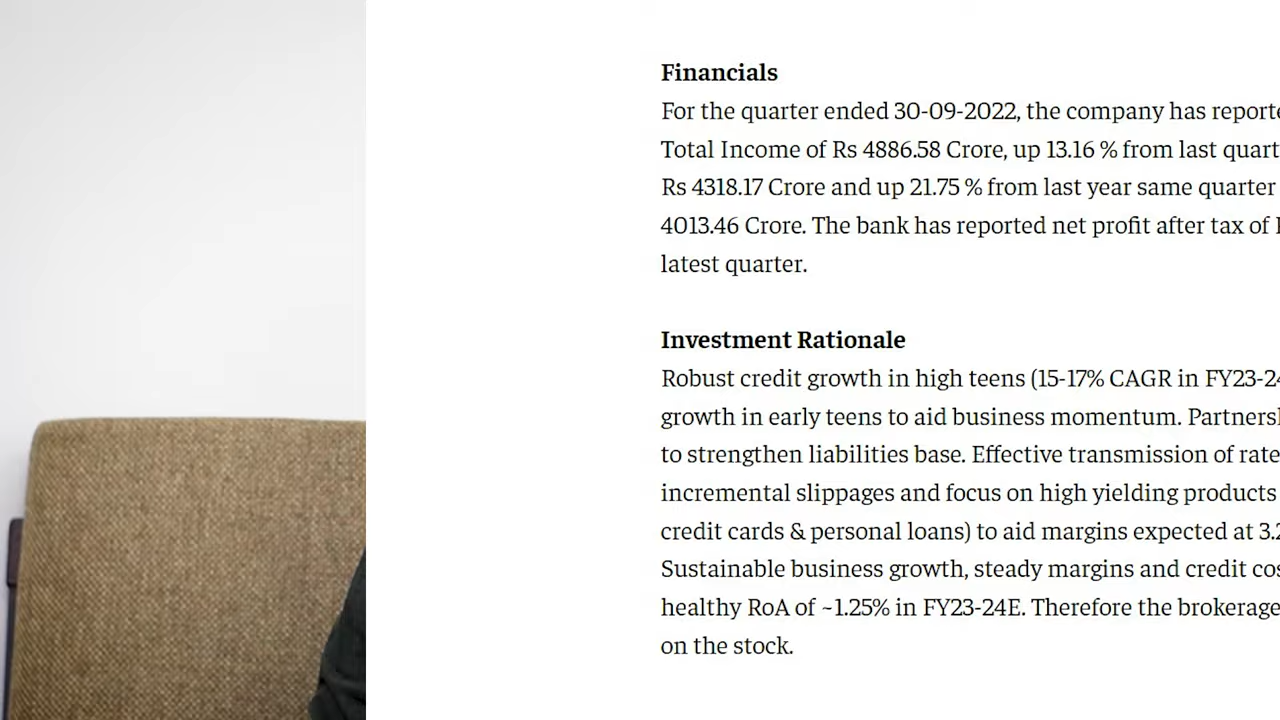 Financials
For the quarter ended 30-09-2022, the company has reporte
Total Income of Rs 4886.58 Crore, up 13.16 % from last quart
Rs 4318.17 Crore and up 21.75 % from last year same quarter
4013.46 Crore. The bank has reported net profit after tax of
latest quarter.
Investment Rationale
Robust credit growth in high teens (15-17% CAGR in FY23-24
growth in early teens to aid business momentum. Partnersh
to strengthen liabilities base. Effective transmission of rate
incremental slippages and focus on high yielding products
credit cards & personal loans) to aid margins expected at 3.2
Sustainable business growth, steady margins and credit cos
healthy RoA of ~1.25% in FY23-24E. Therefore the brokerage
on the stock.